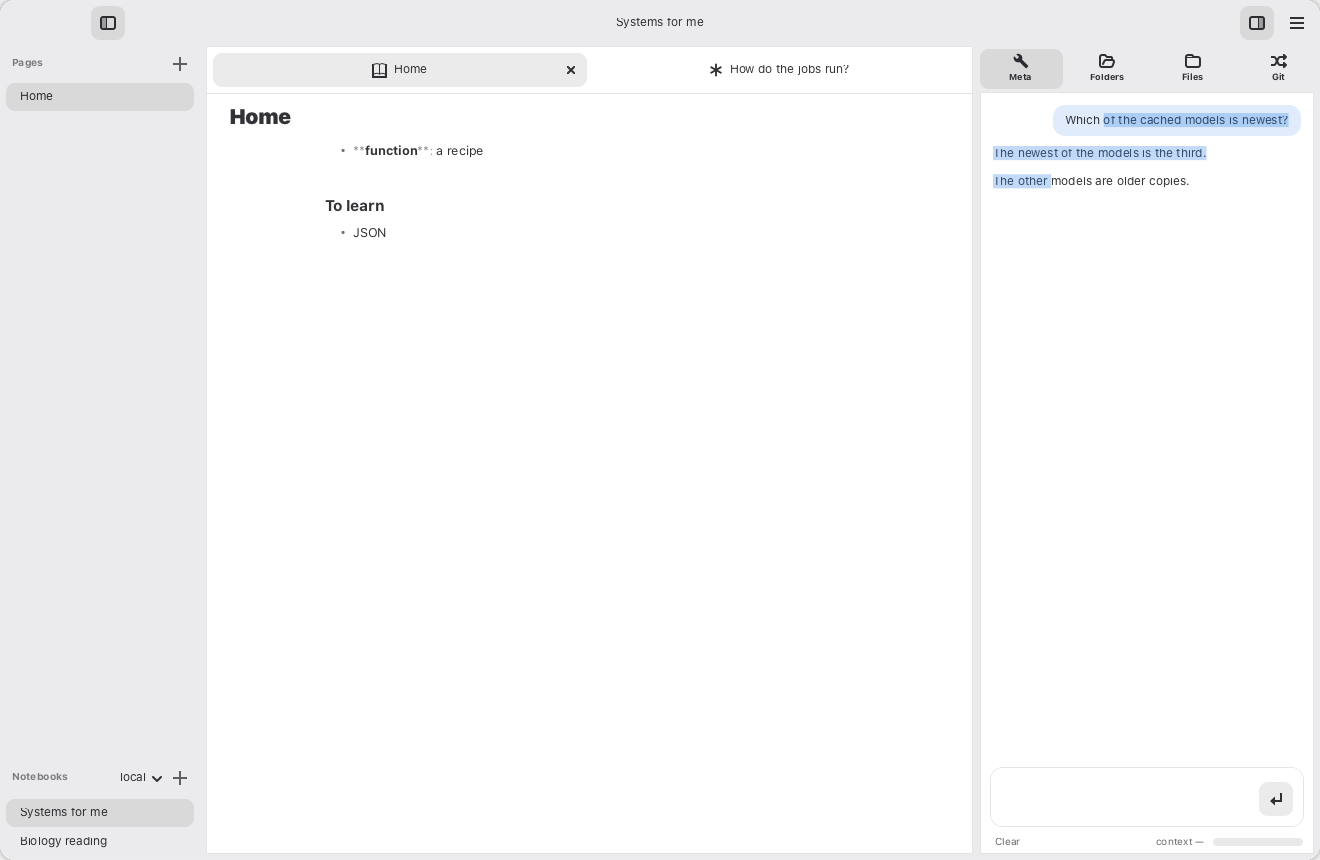 Systems for me
Pages
Home
Home
How do the jobs run?
Home
• **function**: a recipe
To learn
• JSON
Meta
Folders
Files
Git
Which of the cached models is newest?
The newest of the models is the third.
The other models are older copies.
Clear
context —
Notebooks
local
Systems for me
Biology reading